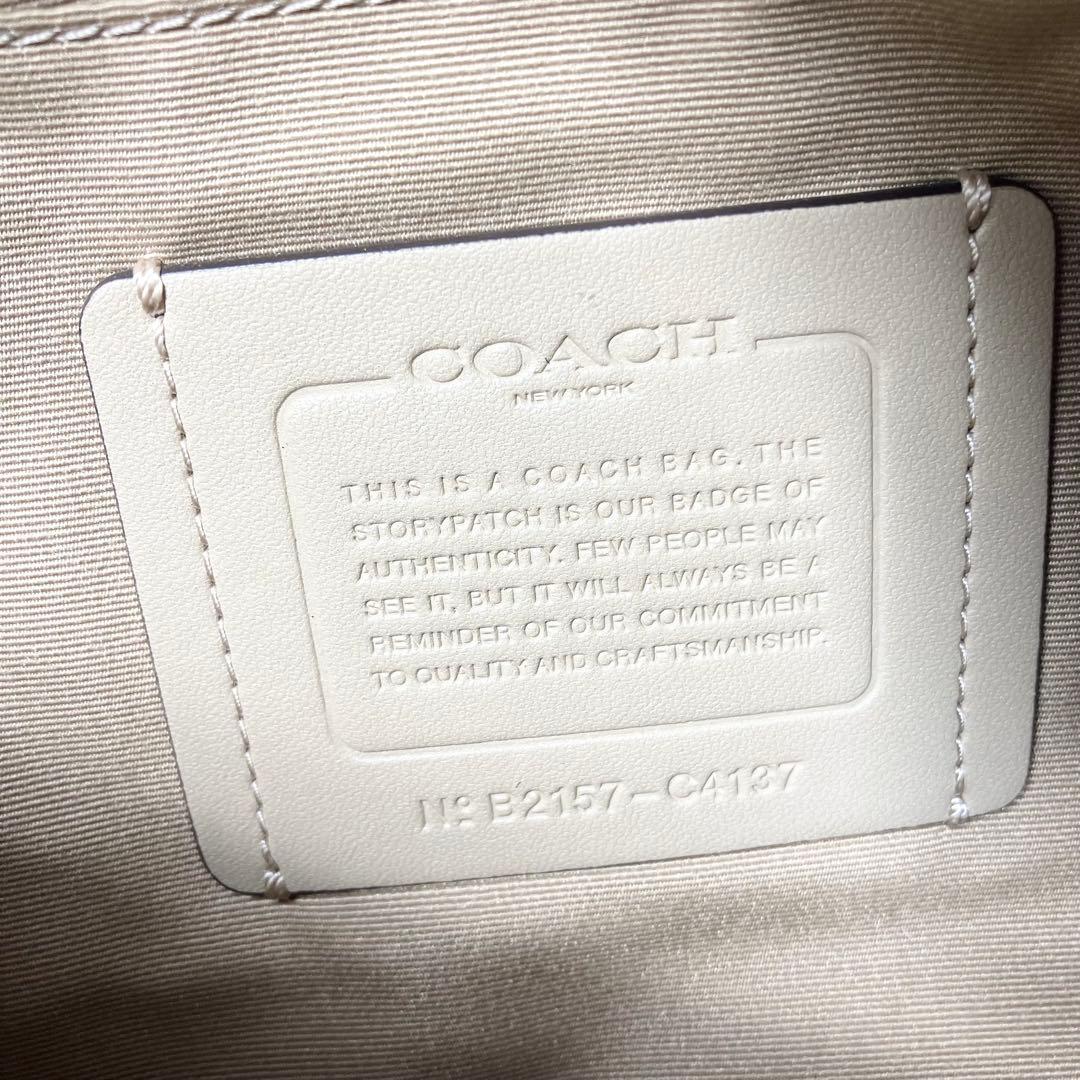 COACH
NEW YORK
THIS IS A COACH BAG. THE
STORYPATCH IS OUR BADGE OF
AUTHENTICITY. FEW PEOPLE MAY
SEE IT, BUT IT WILL ALWAYS BE A
REMINDER OF OUR COMMITMENT
TO QUALITY AND CRAFTSMANSHIP.
Nº B2157-C4137